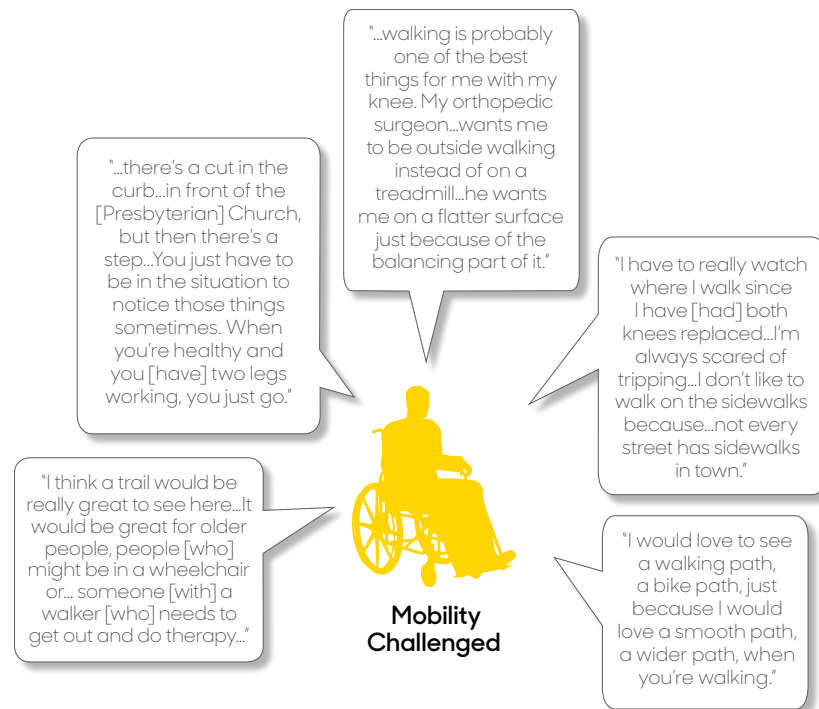 “...walking is probably
one of the best
things for me with my
knee. My orthopedic
surgeon...wants me
to be outside walking
instead of on a
treadmill...he wants
me on a flatter surface
just because of the
balancing part of it.”
“...there’s a cut in the
curb...in front of the
[Presbyterian] Church,
but then there’s a
step...You just have to
be in the situation to
notice those things
sometimes. When
you’re healthy and
you [have] two legs
working, you just go.”
“I have to really watch
where I walk since
I have [had] both
knees replaced...I’m
always scared of
tripping...I don’t like to
walk on the sidewalks
because...not every
street has sidewalks
in town.”
“I think a trail would be
really great to see here...It
would be great for older
people, people [who]
might be in a wheelchair
or... someone [with] a
walker [who] needs to
get out and do therapy...”
“I would love to see
a walking path,
a bike path, just
because I would
love a smooth path,
a wider path, when
you’re walking.”
Mobility
Challenged